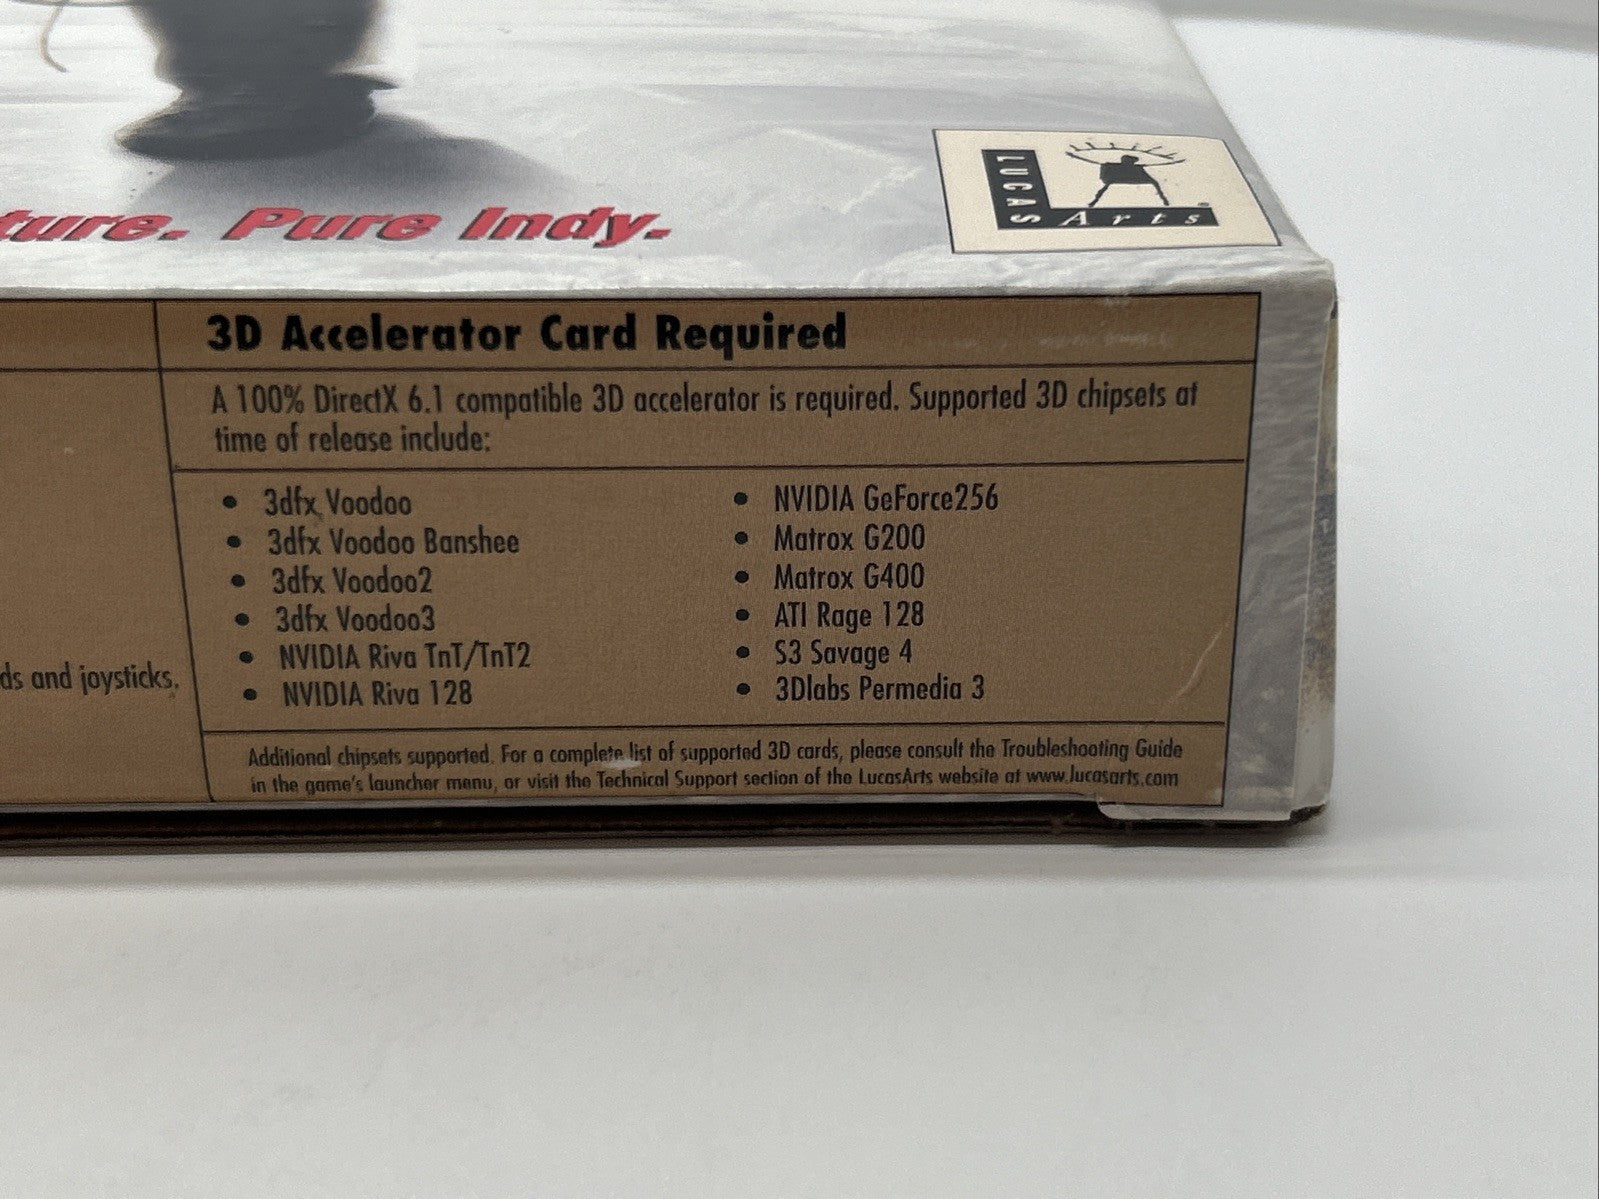 Pure Indy.
LUCAS
Arts®
3D Accelerator Card Required
A 100% DirectX 6.1 compatible 3D accelerator is required. Supported 3D chipsets at
time of release include:
• 3dfx Voodoo
• 3dfx Voodoo Banshee
• 3dfx Voodoo2
• 3dfx Voodoo3
• NVIDIA Riva TnT/TnT2
• NVIDIA Riva 128
• NVIDIA GeForce256
• Matrox G200
• Matrox G400
• ATI Rage 128
• S3 Savage 4
• 3Dlabs Permedia 3
and joysticks.
Additional chipsets supported. For a complete list of supported 3D cards, please consult the Troubleshooting Guide
in the game's launcher menu, or visit the Technical Support section of the LucasArts website at www.lucasarts.com